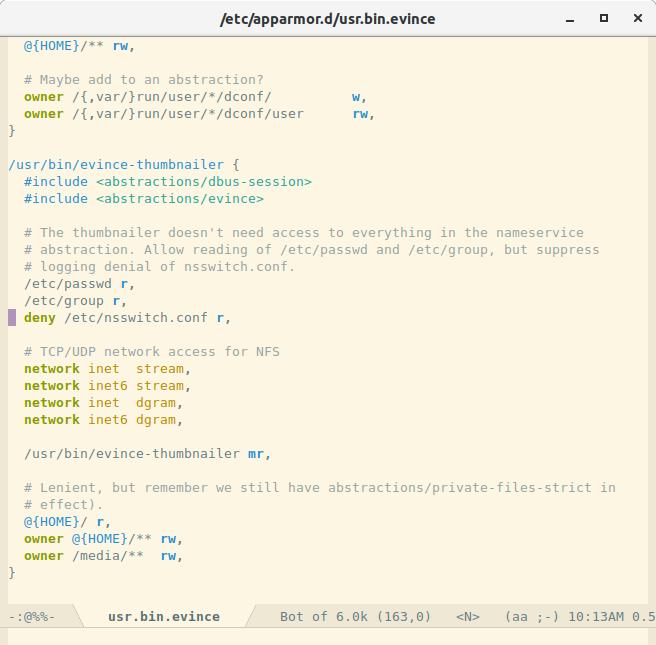 /etc/apparmor.d/usr.bin.evince
@{HOME}/** rw,
# Maybe add to an abstraction?
owner /{,var/}run/user/*/dconf/ w,
owner /{,var/}run/user/*/dconf/user rw,
}
/usr/bin/evince-thumbnailer {
#include <abstractions/dbus-session>
#include <abstractions/evince>
# The thumbnailer doesn't need access to everything in the nameservice
# abstraction. Allow reading of /etc/passwd and /etc/group, but suppress
# logging denial of nsswitch.conf.
/etc/passwd r,
/etc/group r,
deny /etc/nsswitch.conf r,
# TCP/UDP network access for NFS
network inet  stream,
network inet6 stream,
network inet  dgram,
network inet6 dgram,
/usr/bin/evince-thumbnailer mr,
# Lenient, but remember we still have abstractions/private-files-strict in
# effect).
@{HOME}/ r,
owner @{HOME}/** rw,
owner /media/**  rw,
}
-:@%%- usr.bin.evince Bot of 6.0k (163,0) <N> (aa ;-) 10:13AM 0.5